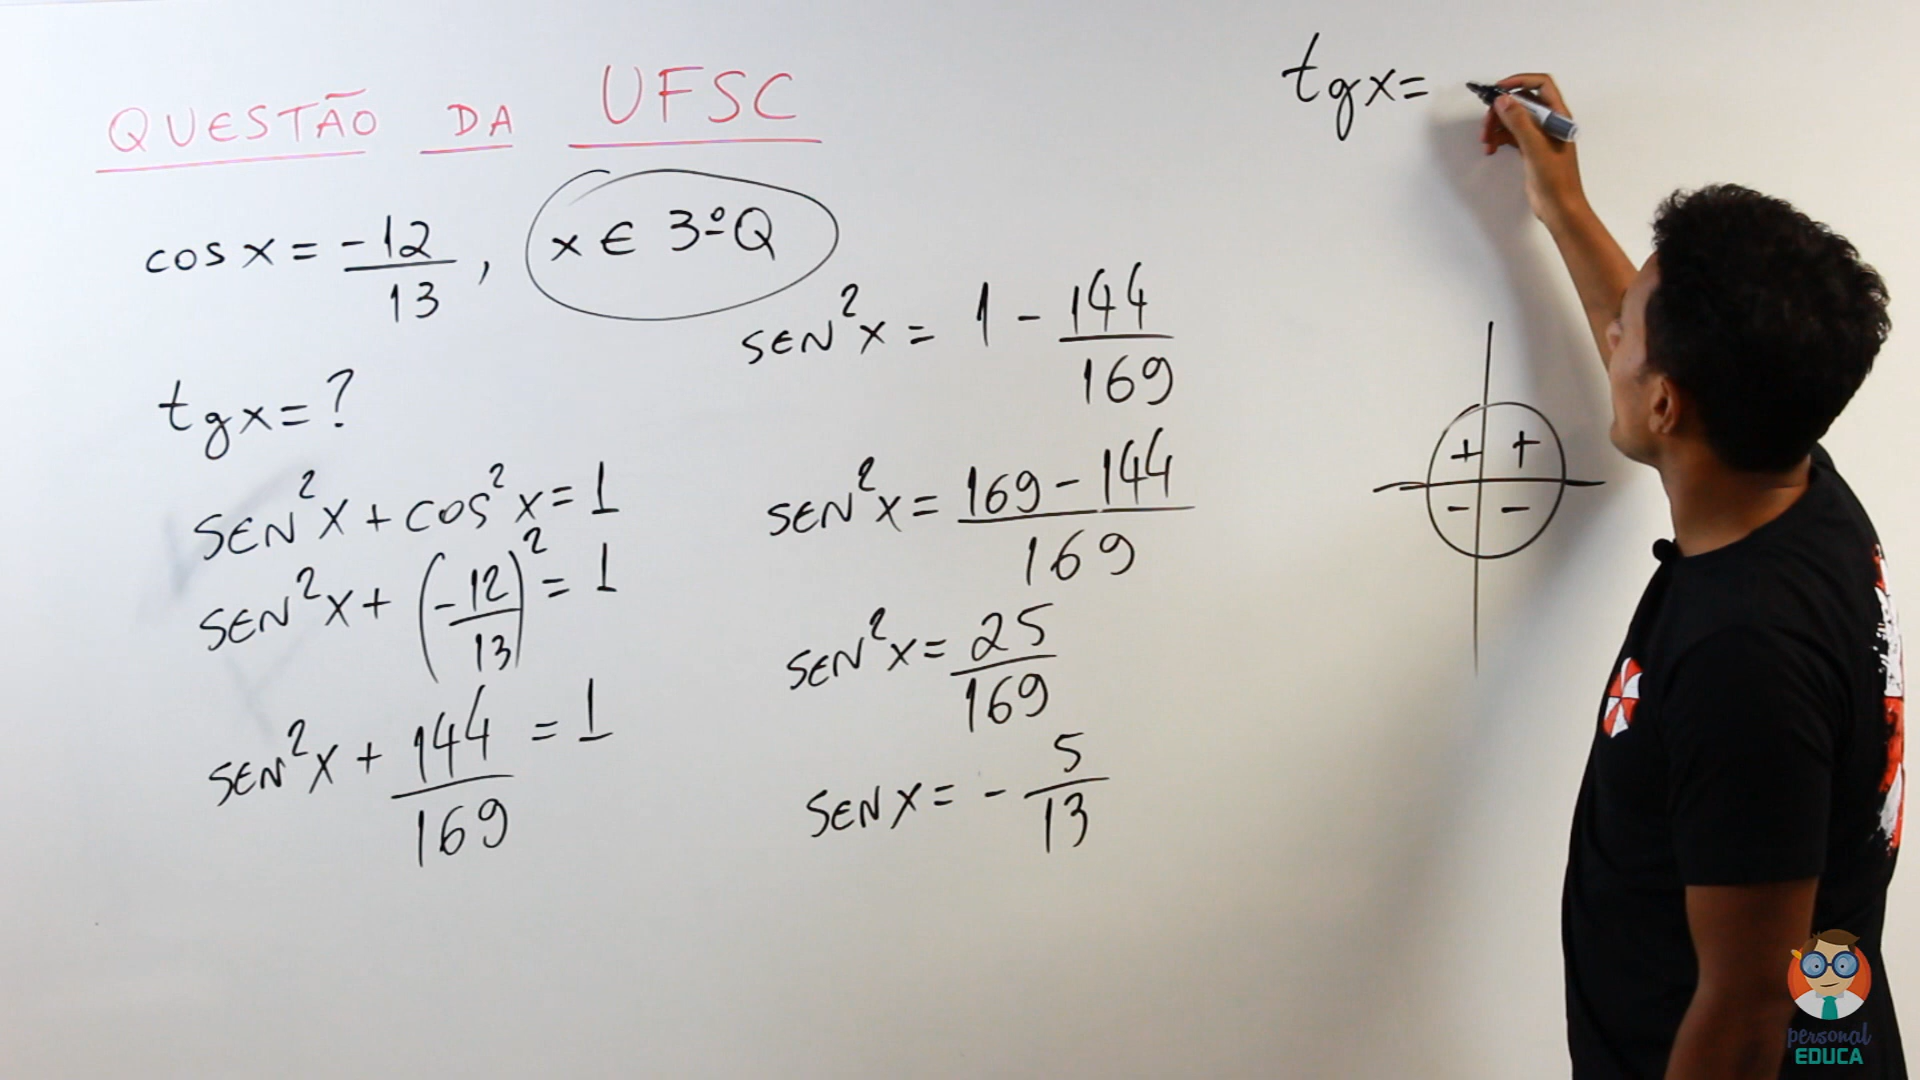 QUESTÃO DA UFSC
cos x = -12/13, x ∈ 3ºQ
tg x = ?
SEN²x + cos²x = 1
SEN²x + (-12/13)² = 1
SEN²x + 144/169 = 1
SEN²x = 1 - 144/169
SEN²x = 169 - 144/169
SEN²x = 25/169
SEN x = - 5/13
tg x =
+ +
- -
personal
EDUCA